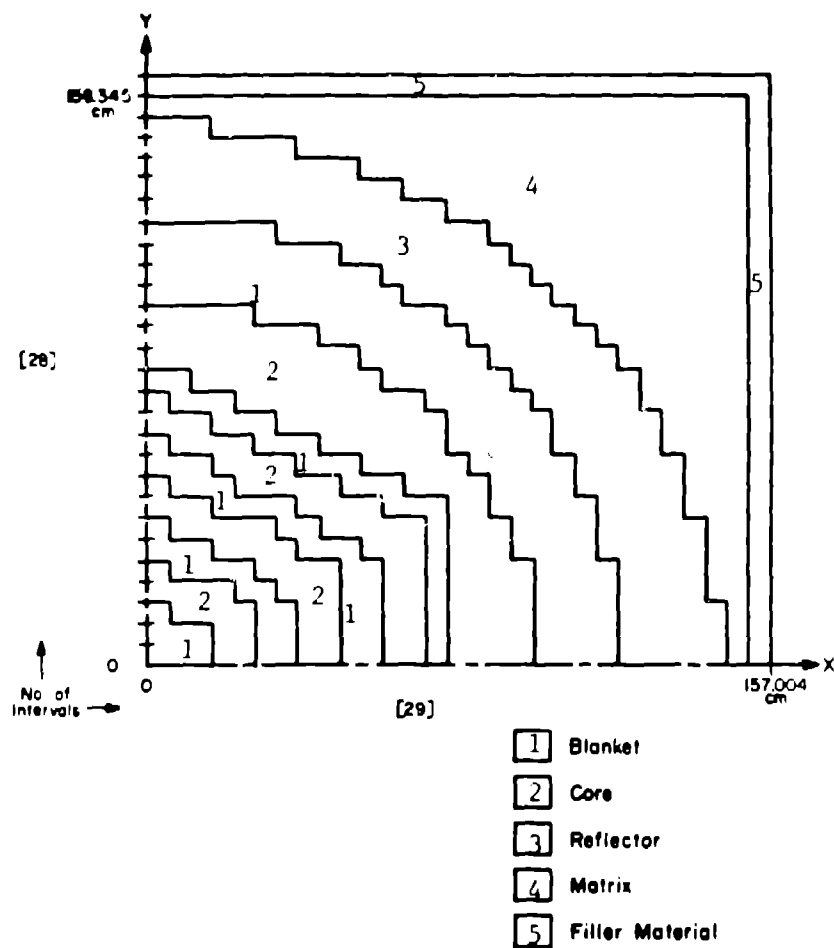 Y
158.345
cm
5
4
3
5
1
[28]
2
1
2
1
1
2
2
1
1
0
X
0
157.004
cm
No of
Intervals
[29]
1 Blanket
2 Core
3 Reflector
4 Matrix
5 Filler Material